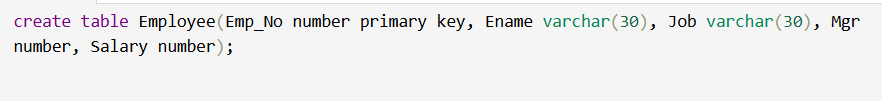 create table Employee(Emp_No number primary key, Ename varchar(30), Job varchar(30), Mgr
number, Salary number);